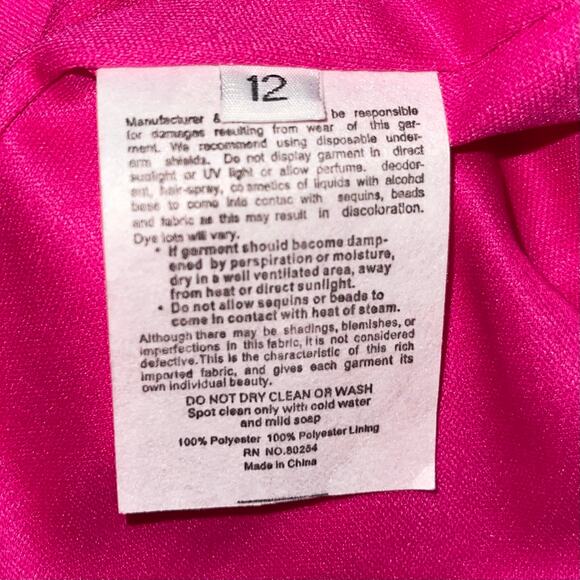 12
Manufacturer & be responsible
for damages resulting from wear of this gar-
ment. We recommend using disposable under-
arm shields. Do not display garment in direct
sunlight or UV light or allow perfume, deodor-
ent, hair-spray, cosmetics of liquids with alcohol
base to come into contac with sequins, beads
and fabric as this may result in discoloration.
Dye lots will vary.
• If garment should become damp-
ened by perspiration or moisture,
dry in a well ventilated area, away
from heat or direct sunlight.
• Do not allow sequins or beads to
come in contact with heat of steam.
Although there may be shadings, blemishes, or
imperfections in this fabric, it is not considered
defective. This is the characteristic of this rich
imported fabric, and gives each garment its
own individual beauty.
DO NOT DRY CLEAN OR WASH
Spot clean only with cold water
and mild soap
100% Polyester 100% Polyester Lining
RN NO.80254
Made in China